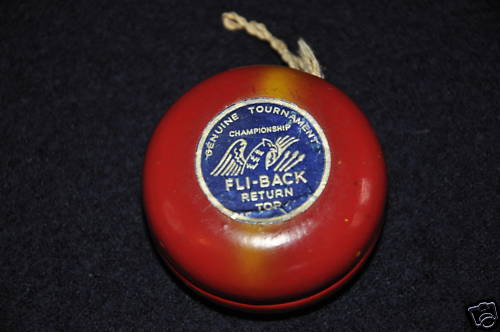 GENUINE TOURNAMENT
CHAMPIONSHIP
FLI-BACK
RETURN
TOP